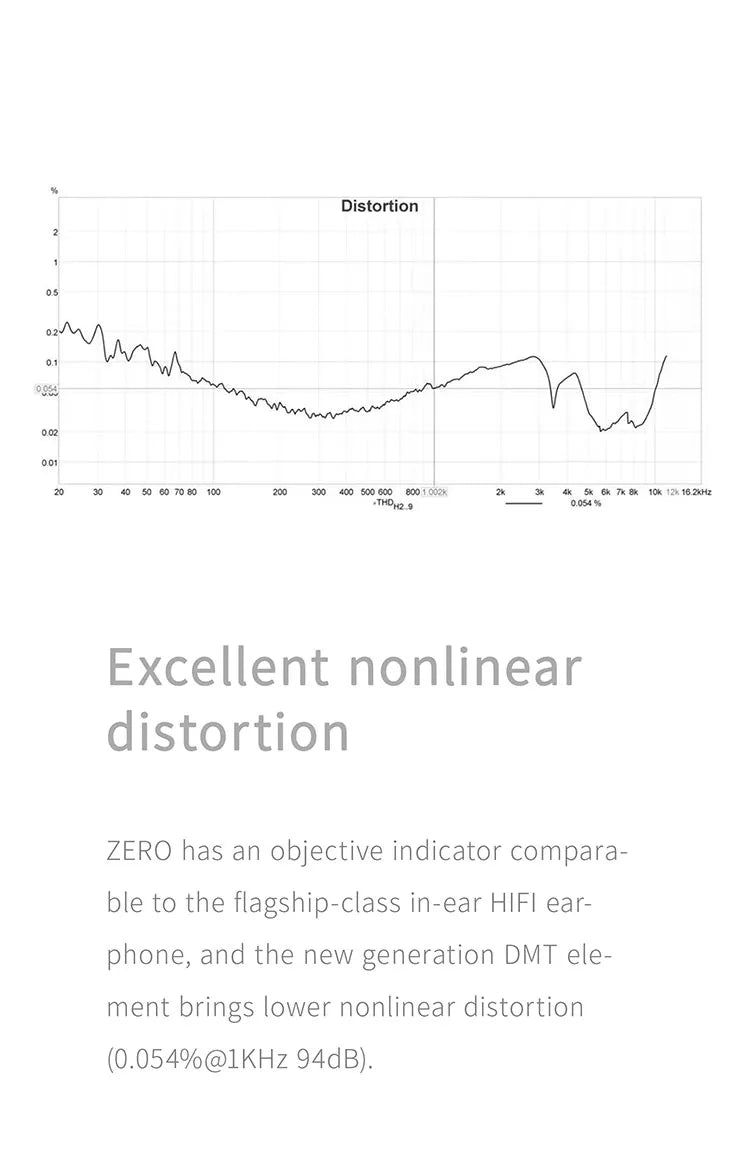 %
Distortion
2
1
0.5
0.2
0.1
0.054
0.02
0.01
20 30 40 50 60 70 80 100 200 300 400 500 600 800 1.002k 2k 3k 4k 5k 6k 7k 8k 10k 12k 16.2kHz
THD H2..9 0.054 %
Excellent nonlinear
distortion
ZERO has an objective indicator compara-
ble to the flagship-class in-ear HIFI ear-
phone, and the new generation DMT ele-
ment brings lower nonlinear distortion
(0.054%@1KHz 94dB).